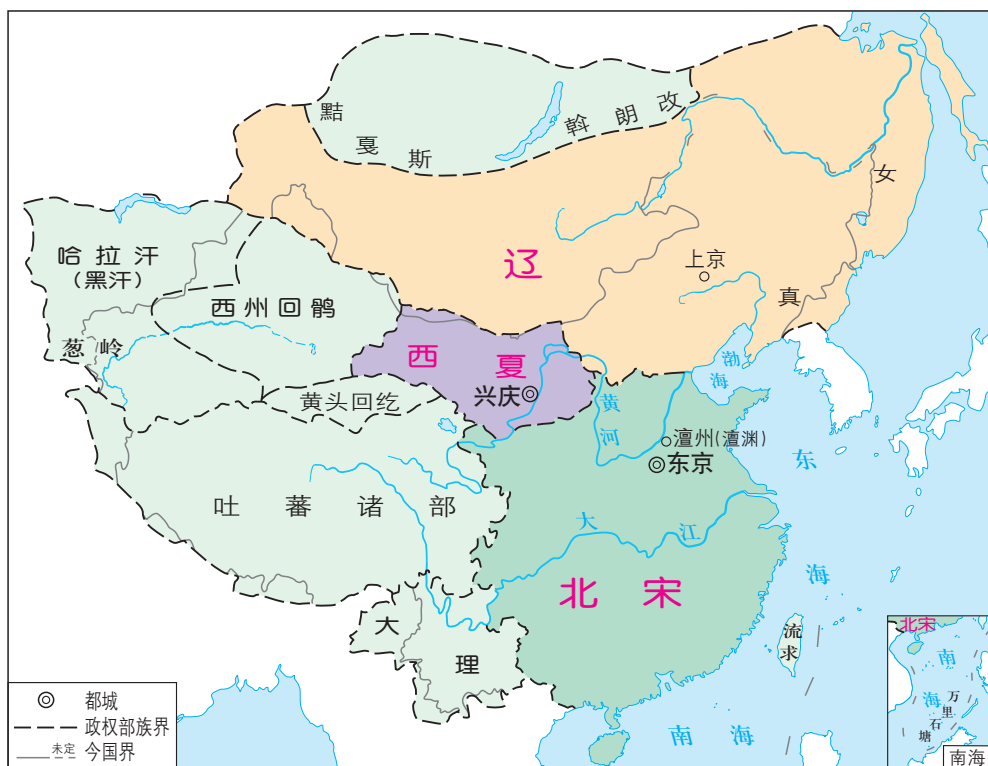 黠戛斯
斡朗改
女真
哈拉汗
(黑汗)
西州回鹘
辽
上京
葱岭
西夏
兴庆
黄头回纥
黄河
渤海
澶州(澶渊)
东京
吐蕃诸部
大江
东海
北宋
大理
流求
南海
北宋
南海
万里石塘
南海
都城
政权部族界
未定
今国界